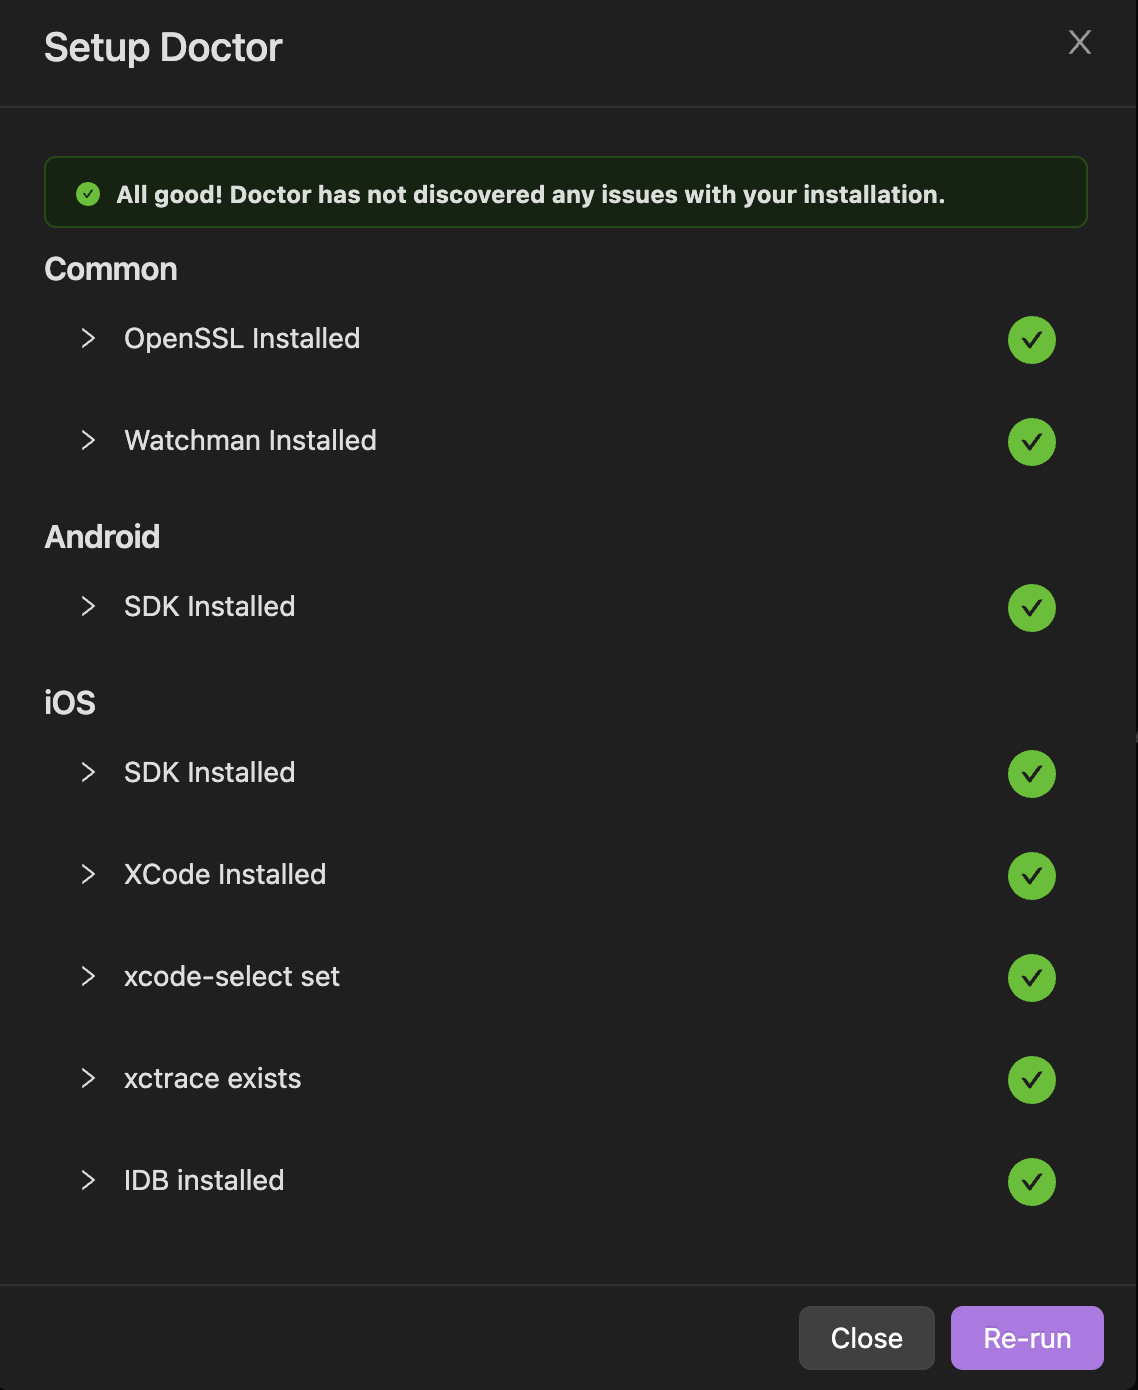 Setup Doctor
All good! Doctor has not discovered any issues with your installation.
Common
OpenSSL Installed
Watchman Installed
Android
SDK Installed
iOS
SDK Installed
XCode Installed
xcode-select set
xctrace exists
IDB installed
Close
Re-run